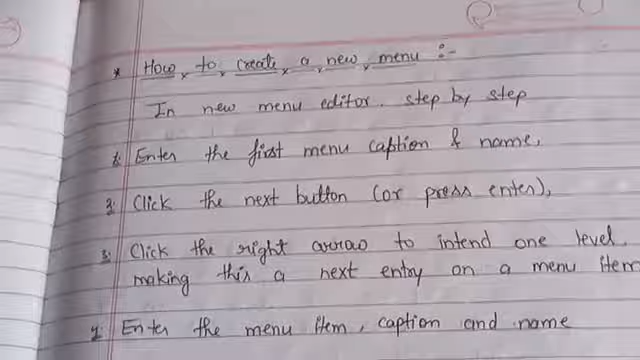 * How to create a new menu :-
In new menu editor. step by step
1. Enter the first menu caption & name,
2. Click the next button (or press enter),
3. Click the right arrow to intend one level,
making this a next entry on a menu item
4. Enter the menu item, caption and name